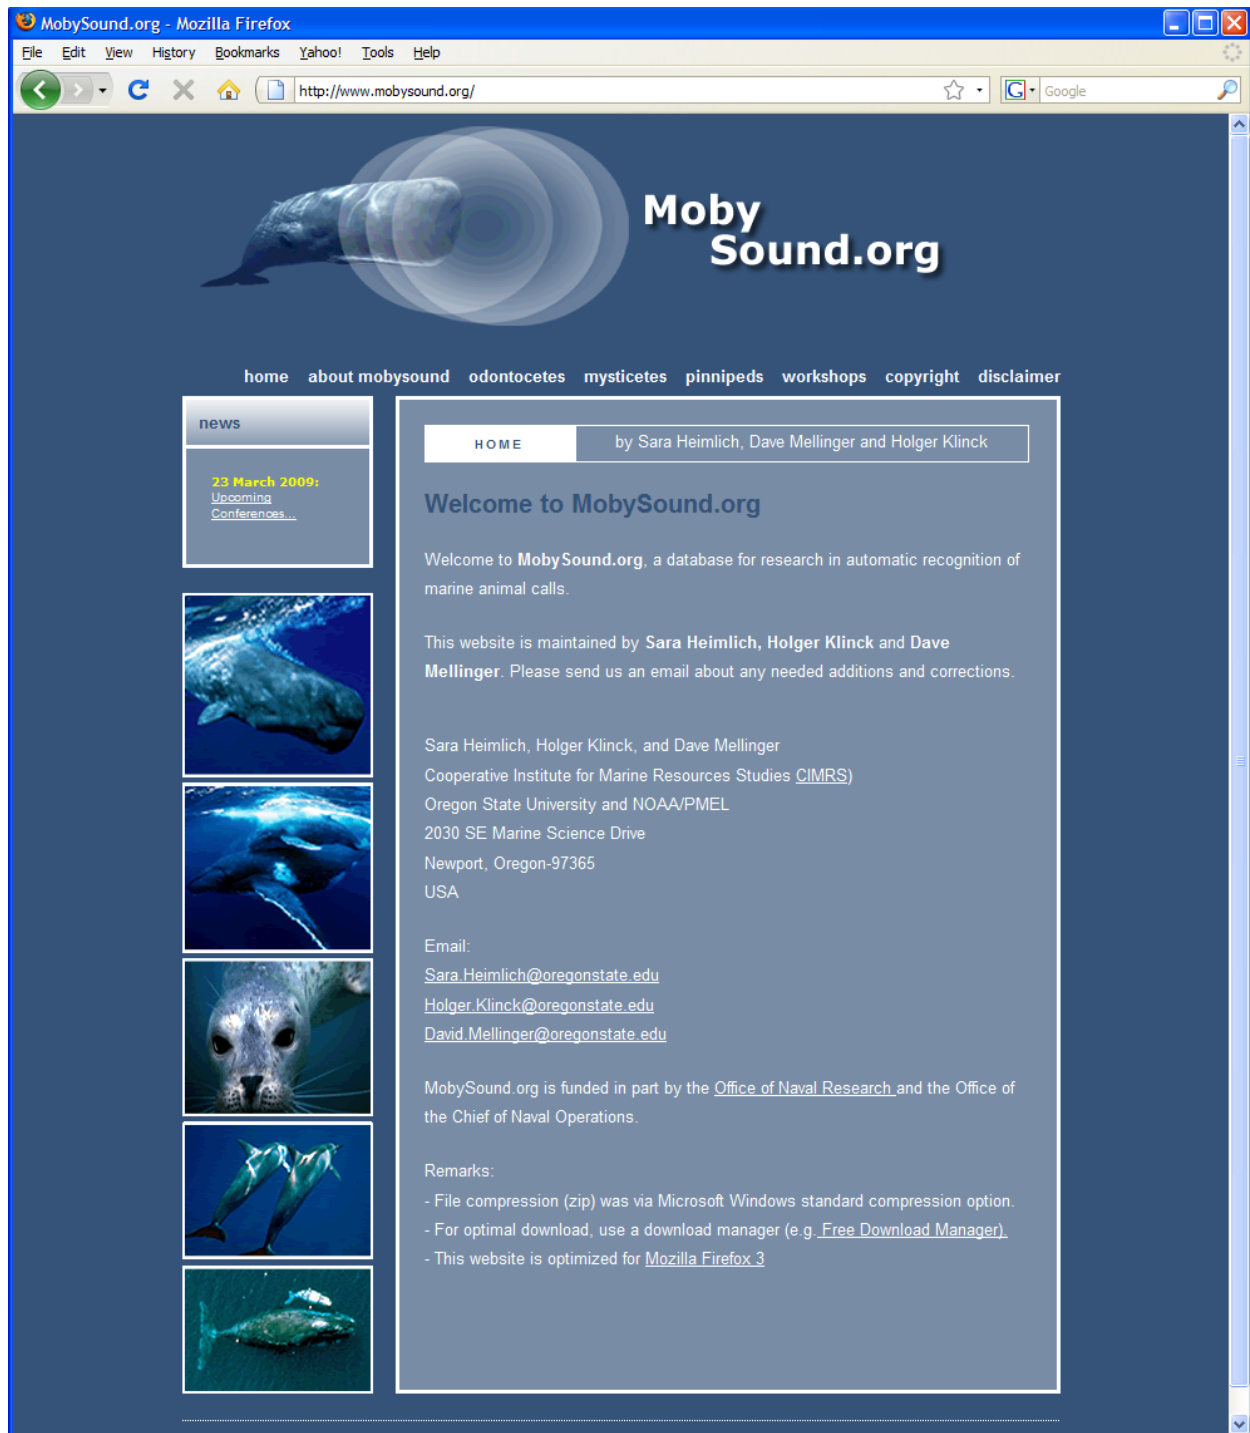 MobySound.org - Mozilla Firefox
File Edit View History Bookmarks Yahoo! Tools Help
http://www.mobysound.org/
G Google
Moby
Sound.org
home about mobysound odontocetes mysticetes pinnipeds workshops copyright disclaimer
news
23 March 2009:
Upcoming
Conferences...
HOME by Sara Heimlich, Dave Mellinger and Holger Klinck
Welcome to MobySound.org
Welcome to MobySound.org, a database for research in automatic recognition of
marine animal calls.
This website is maintained by Sara Heimlich, Holger Klinck and Dave
Mellinger. Please send us an email about any needed additions and corrections.
Sara Heimlich, Holger Klinck, and Dave Mellinger
Cooperative Institute for Marine Resources Studies CIMRS)
Oregon State University and NOAA/PMEL
2030 SE Marine Science Drive
Newport, Oregon-97365
USA
Email:
Sara.Heimlich@oregonstate.edu
Holger.Klinck@oregonstate.edu
David.Mellinger@oregonstate.edu
MobySound.org is funded in part by the Office of Naval Research and the Office of
the Chief of Naval Operations.
Remarks:
- File compression (zip) was via Microsoft Windows standard compression option.
- For optimal download, use a download manager (e.g. Free Download Manager).
- This website is optimized for Mozilla Firefox 3